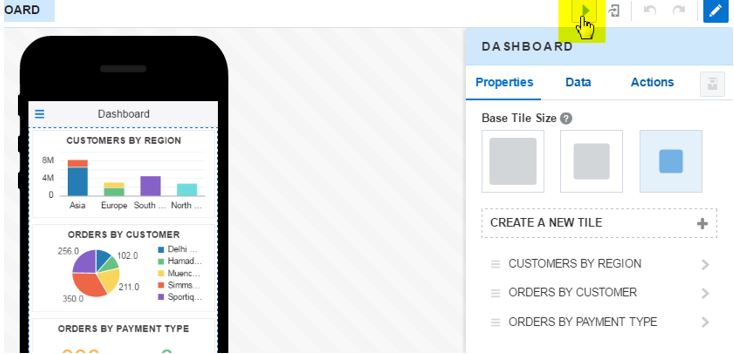 OARD
DASHBOARD
Properties Data Actions
Base Tile Size ?
CREATE A NEW TILE +
CUSTOMERS BY REGION
ORDERS BY CUSTOMER
ORDERS BY PAYMENT TYPE
Dashboard
CUSTOMERS BY REGION
8M
4M
0
Asia Europe South ... North ...
ORDERS BY CUSTOMER
256.0
102.0
211.0
350.0
Delhi ...
Hamad...
Muenc...
Simms...
Sportiq...
ORDERS BY PAYMENT TYPE